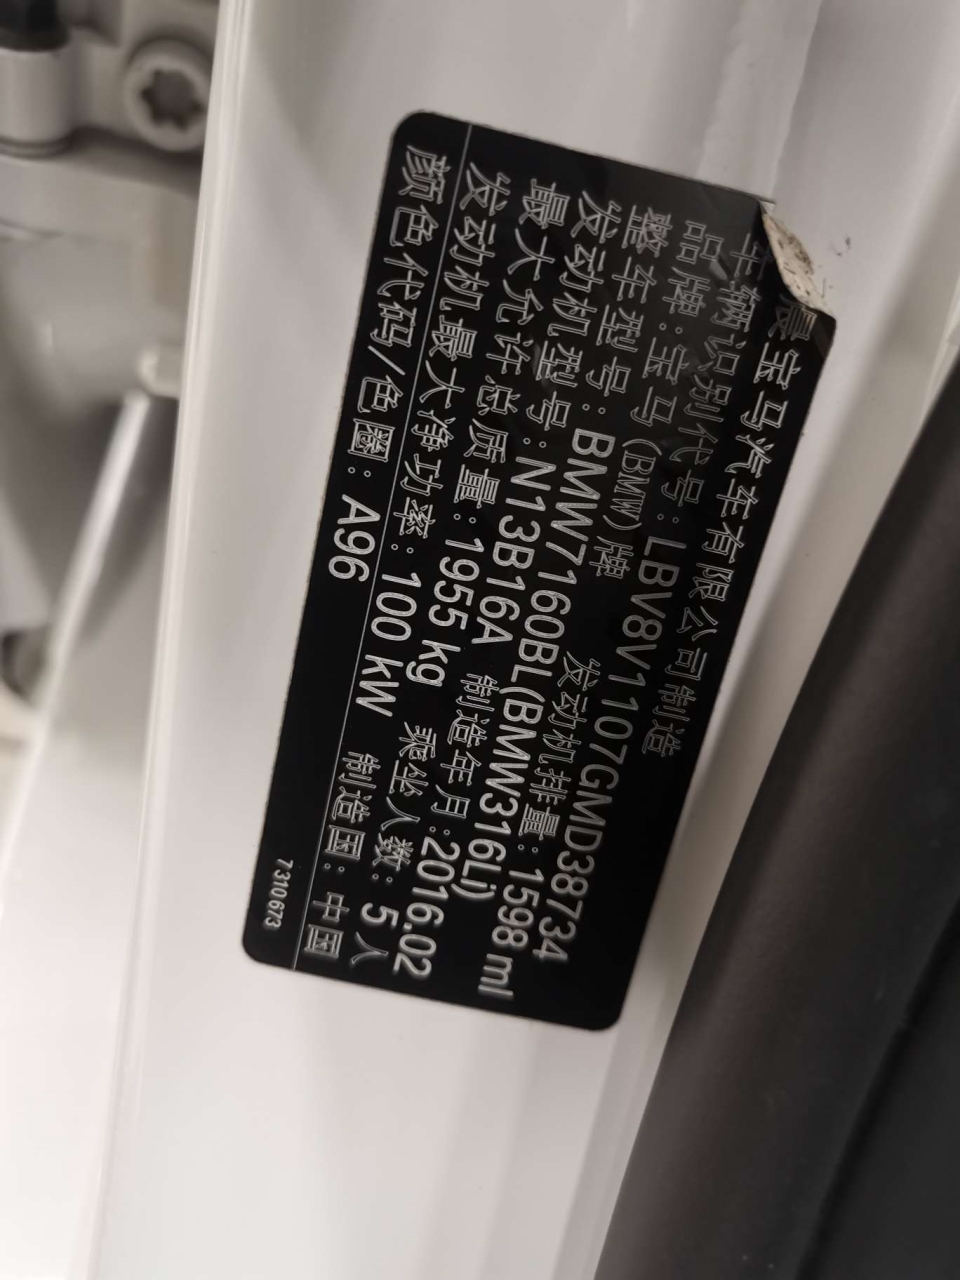 晨宝马汽车有限公司制造
车辆识别代号:LBV8V1107GMD38734
品牌:宝马(BMW)牌 发动机排量:1598 ml
整车型号:BMW7160BL(BMW316Li)
发动机型号:N13B16A 制造年月:2016.02
最大允许总质量:1955 kg 乘坐人数:5人
发动机最大净功率:100 kW 制造国:中国
颜色代码/色圈:A96
7310673